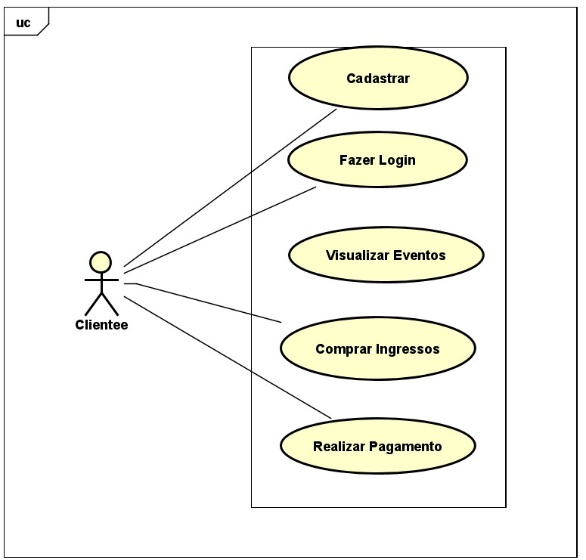 uc
Cadastrar
Fazer Login
Visualizar Eventos
Clientee
Comprar Ingressos
Realizar Pagamento